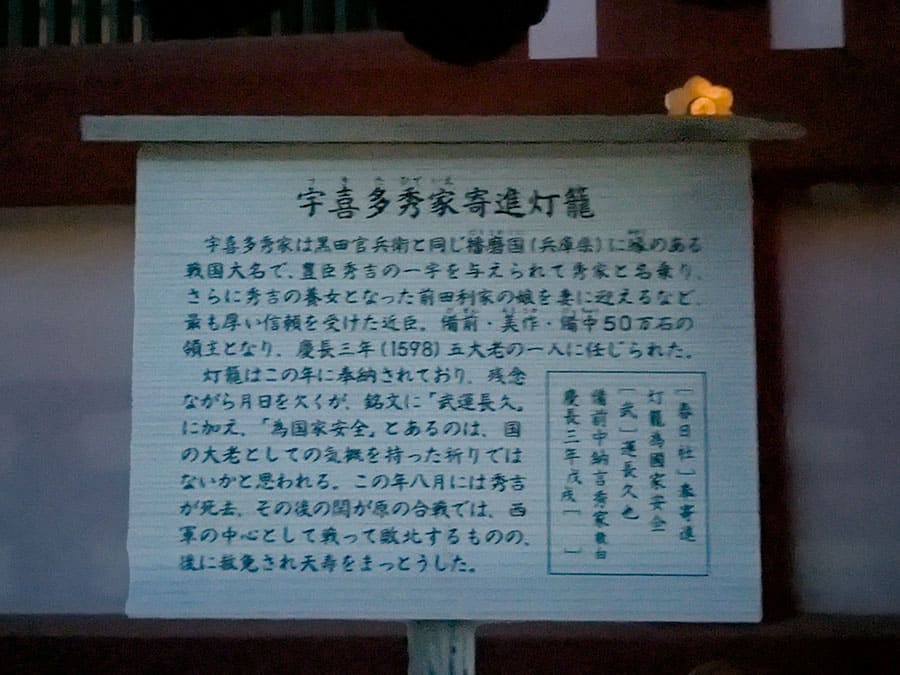 宇喜多秀家寄進灯籠
宇喜多秀家は黒田官兵衛と同じ播磨国(兵庫県)に縁のある
戦国大名で、豊臣秀吉の一字を与えられて秀家と名乗り、
さらに秀吉の養女となった前田利家の娘を妻に迎えるなど、
最も厚い信頼を受けた近臣。備前・美作・備中50万石の
領主となり、慶長三年(1598)五大老の一人に任じられた。
灯籠はこの年に奉納されており、残念
ながら月日を欠くが、銘文に「武運長久」
に加え、「為国家安全」とあるのは、国
の大老としての気概を持った祈りでは
ないかと思われる。この年八月には秀吉
が死去、その後の関が原の合戦では、西
軍の中心として戦って敗北するものの、
後に赦免され天寿をまっとうした。
[春日社]奉寄進
灯籠為國家安全
[武]運長久也
備前中納言秀家敬白
慶長三年戊戌[ ]